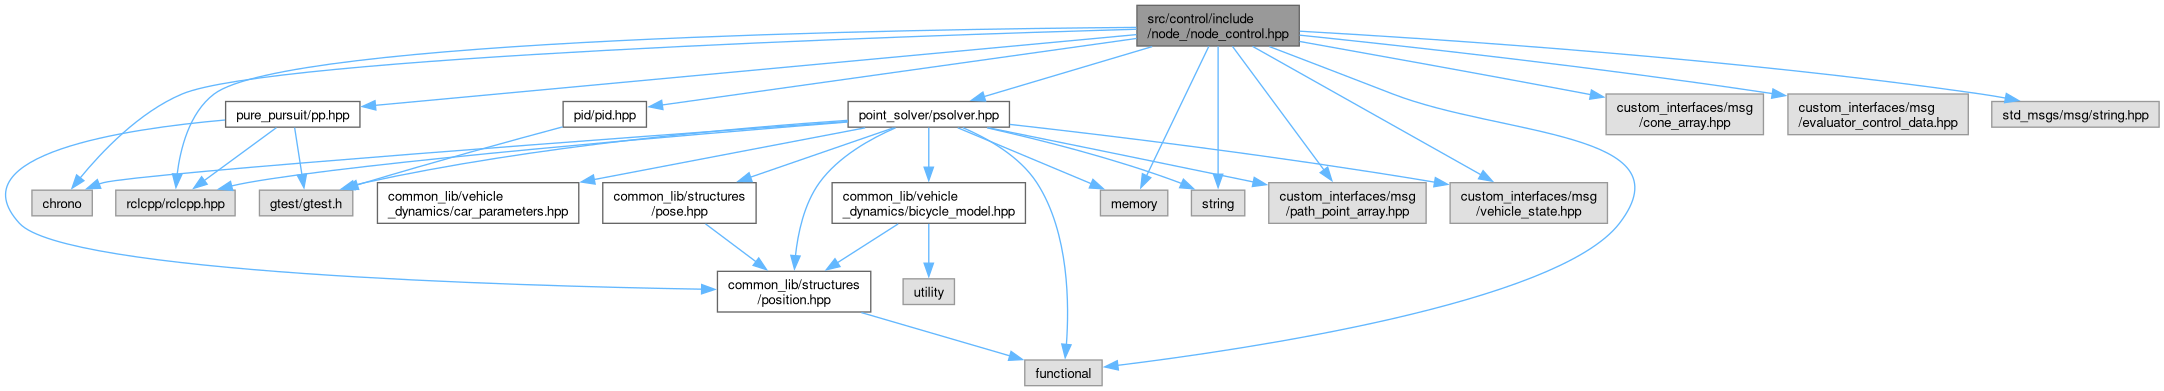 src/control/include
/node_/node_control.hpp
pure_pursuit/pp.hpp
pid/pid.hpp
point_solver/psolver.hpp
custom_interfaces/msg
/cone_array.hpp
custom_interfaces/msg
/evaluator_control_data.hpp
std_msgs/msg/string.hpp
chrono
rclcpp/rclcpp.hpp
gtest/gtest.h
common_lib/vehicle
_dynamics/car_parameters.hpp
common_lib/structures
/pose.hpp
common_lib/vehicle
_dynamics/bicycle_model.hpp
memory
string
custom_interfaces/msg
/path_point_array.hpp
custom_interfaces/msg
/vehicle_state.hpp
common_lib/structures
/position.hpp
utility
functional